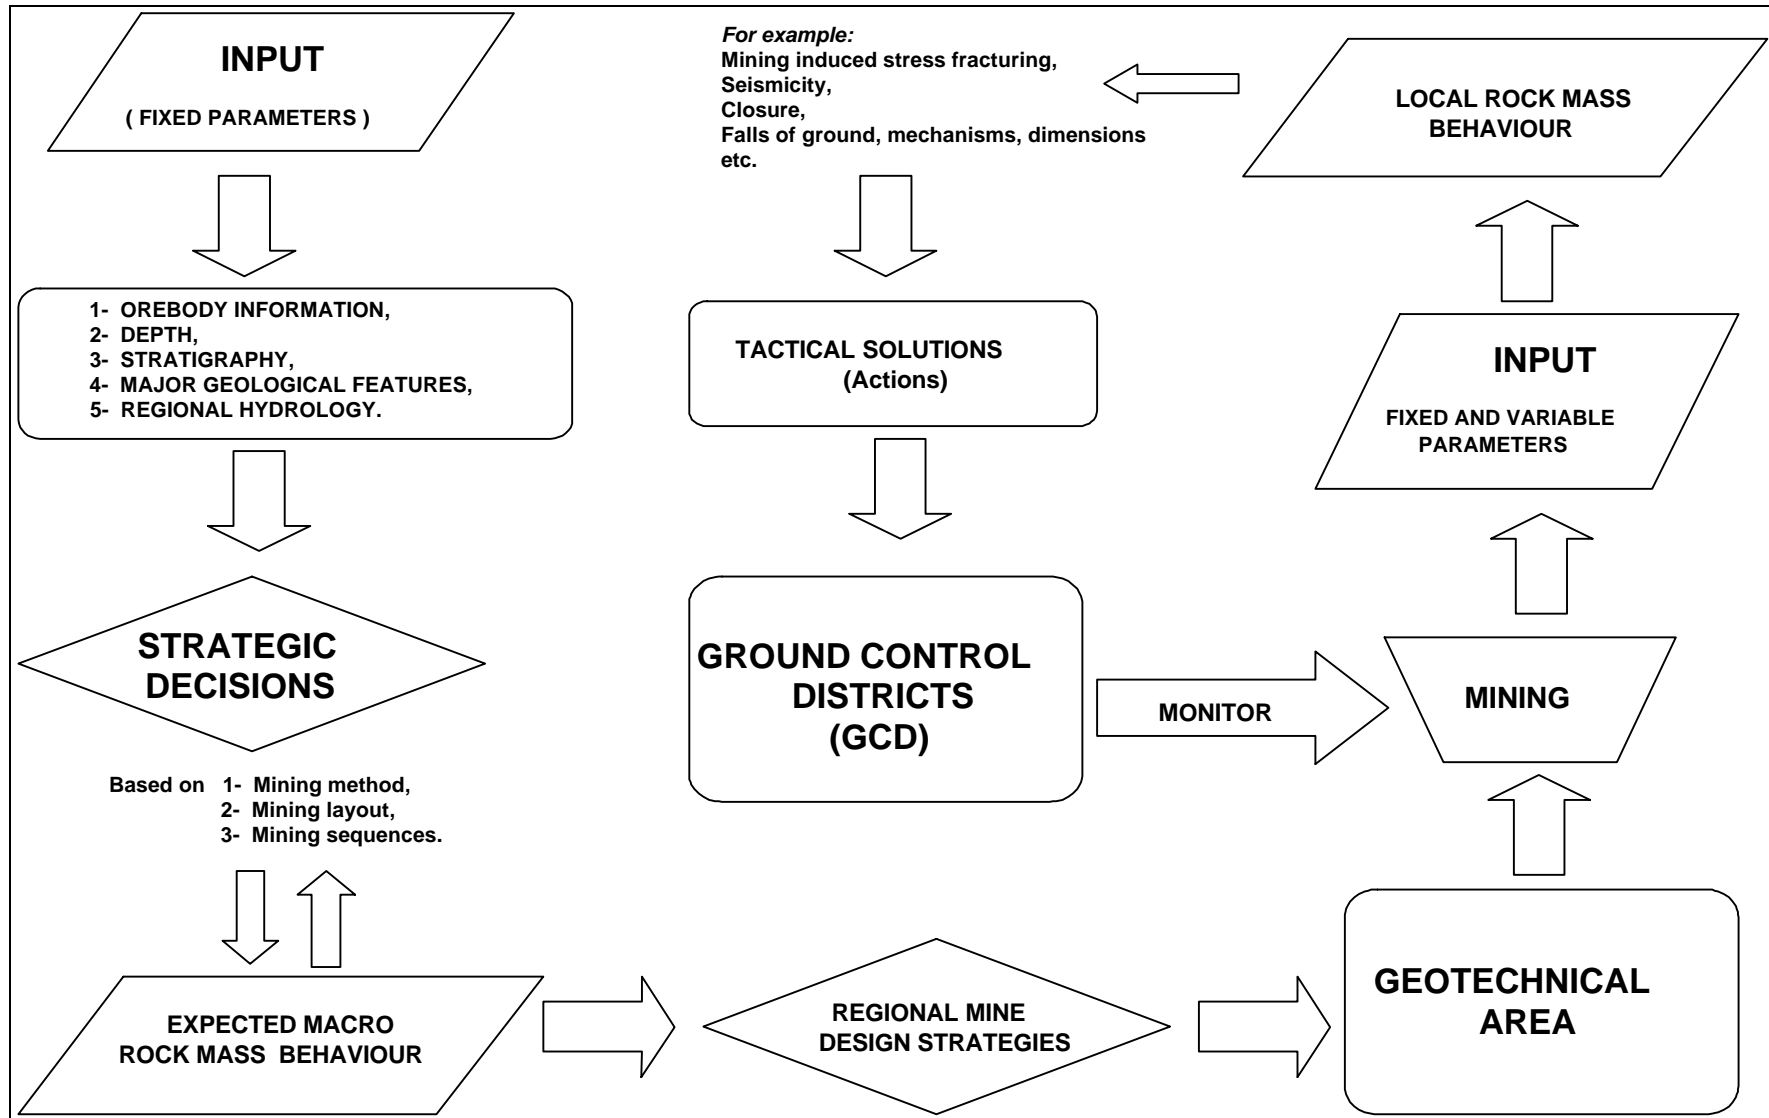 INPUT
( FIXED PARAMETERS )
1- OREBODY INFORMATION,
2- DEPTH,
3- STRATIGRAPHY,
4- MAJOR GEOLOGICAL FEATURES,
5- REGIONAL HYDROLOGY.
STRATEGIC
DECISIONS
Based on 1- Mining method,
2- Mining layout,
3- Mining sequences.
EXPECTED MACRO
ROCK MASS BEHAVIOUR
REGIONAL MINE
DESIGN STRATEGIES
GEOTECHNICAL
AREA
MINING
INPUT
FIXED AND VARIABLE
PARAMETERS
LOCAL ROCK MASS
BEHAVIOUR
For example:
Mining induced stress fracturing,
Seismicity,
Closure,
Falls of ground, mechanisms, dimensions
etc.
TACTICAL SOLUTIONS
(Actions)
GROUND CONTROL
DISTRICTS
(GCD)
MONITOR